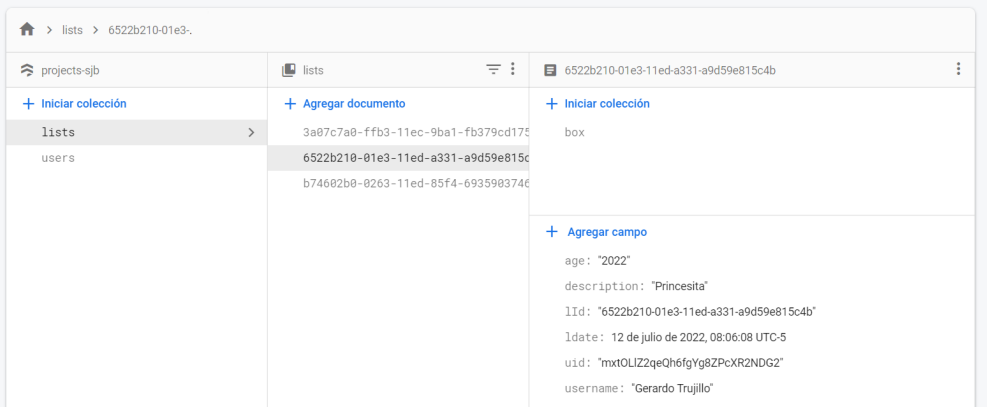 lists 6522b210-01e3-.
projects-sjb
Iniciar colección
lists
users
lists
Agregar documento
3a07c7a0-ffb3-11ec-9ba1-fb379cd175
6522b210-01e3-11ed-a331-a9d59e815c
b74602b0-0263-11ed-85f4-6935903746
6522b210-01e3-11ed-a331-a9d59e815c4b
Iniciar colección
box
Agregar campo
age: "2022"
description: "Princesita"
lId: "6522b210-01e3-11ed-a331-a9d59e815c4b"
ldate: 12 de julio de 2022, 08:06:08 UTC-5
uid: "mxtOLlZ2qeQh6fgYg8ZPcXR2NDG2"
username: "Gerardo Trujillo"